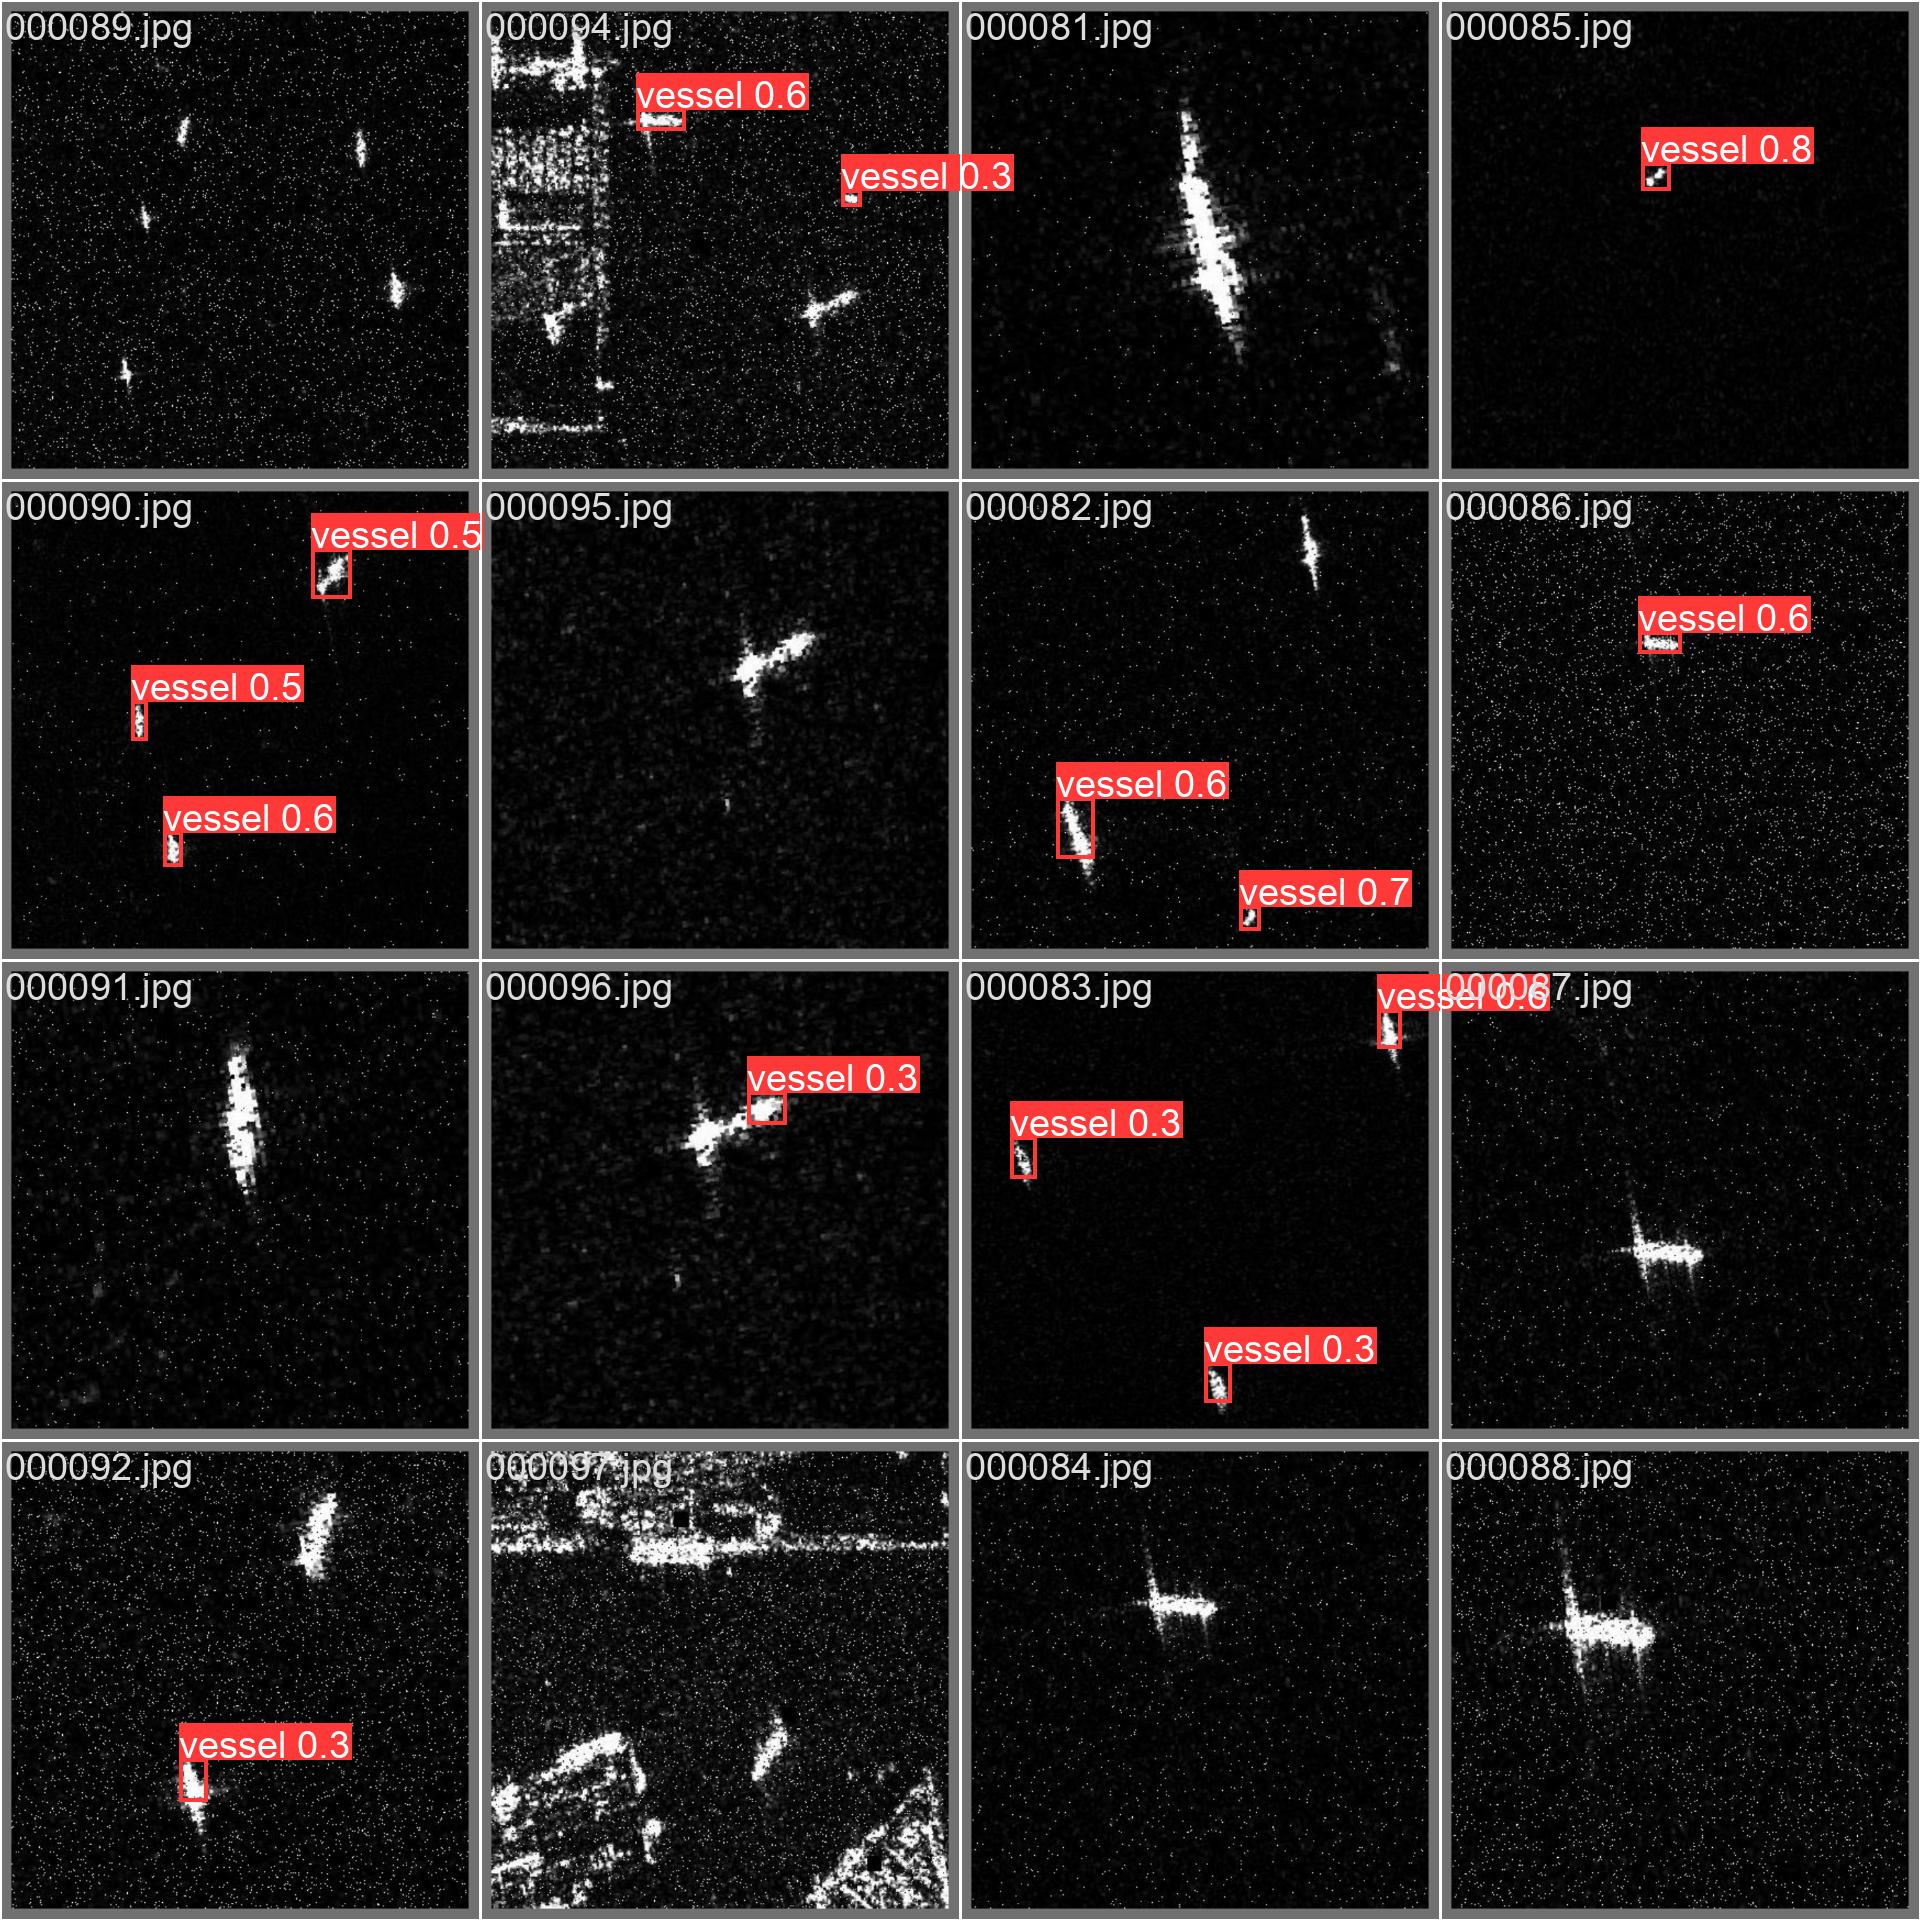 000089.jpg
000094.jpg
000081.jpg
000085.jpg
vessel 0.6
vessel 0.3
vessel 0.8
000090.jpg
000095.jpg
000082.jpg
000086.jpg
vessel 0.5
vessel 0.6
vessel 0.5
vessel 0.6
vessel 0.6
vessel 0.7
000091.jpg
000096.jpg
000083.jpg
vessel 0.6
000087.jpg
vessel 0.3
vessel 0.3
vessel 0.3
000092.jpg
000097.jpg
000084.jpg
000088.jpg
vessel 0.3